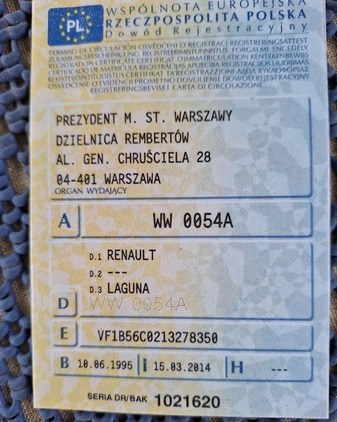 WSPÓLNOTA EUROPEJSKA
PL
RZECZPOSPOLITA POLSKA
Dowód Rejestracyjny
PREZYDENT M. ST. WARSZAWY
DZIELNICA REMBERTÓW
AL. GEN. CHRUŚCIELA 28
04-401 WARSZAWA
ORGAN WYDAJĄCY
A WW 0054A
D.1 RENAULT
D.2 ---
D.3 LAGUNA
D WW 0054A
E VF1B56C0213278350
B 10.06.1995 I 15.03.2014 H ---
SERIA DR/BAK 1021620